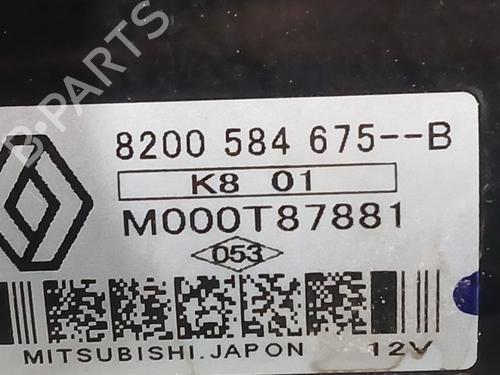 B-PARTS
8200 584 675--B
K8 01
M000T87881
053
MITSUBISHI.JAPON 12V